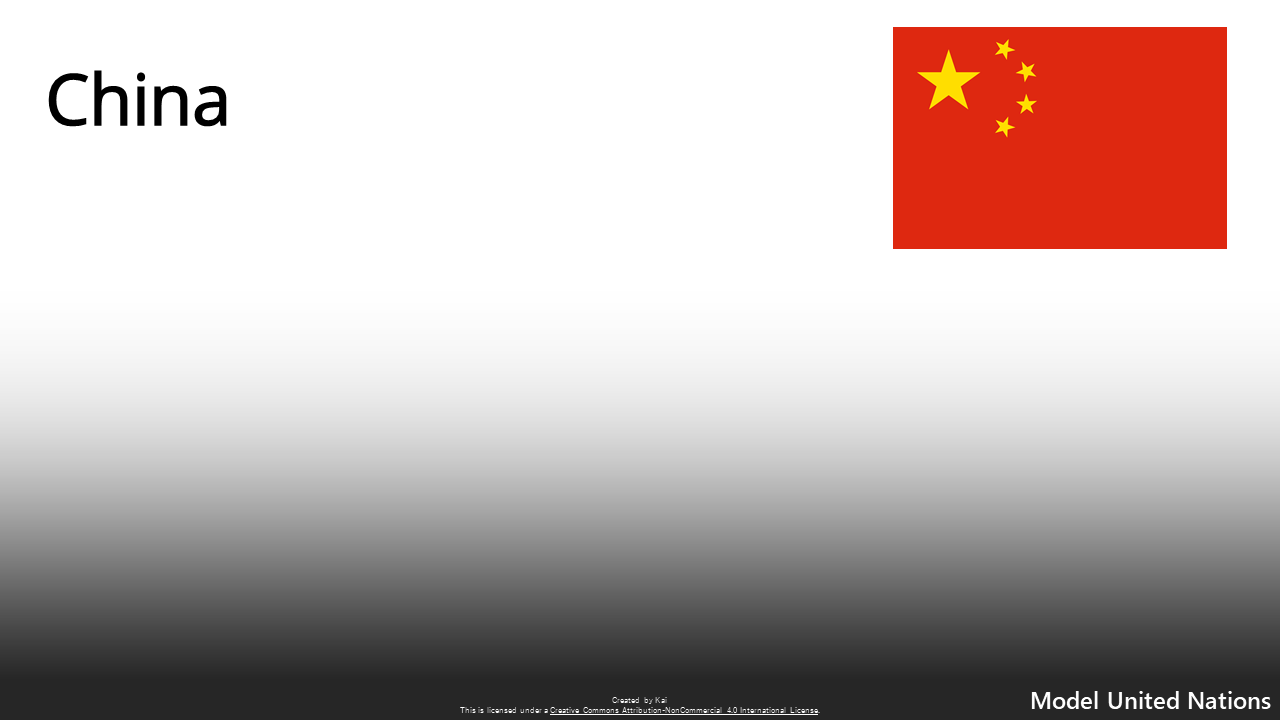 China
Created by Kai
This is licensed under a Creative Commons Attribution-NonCommercial 4.0 International License.
Model United Nations